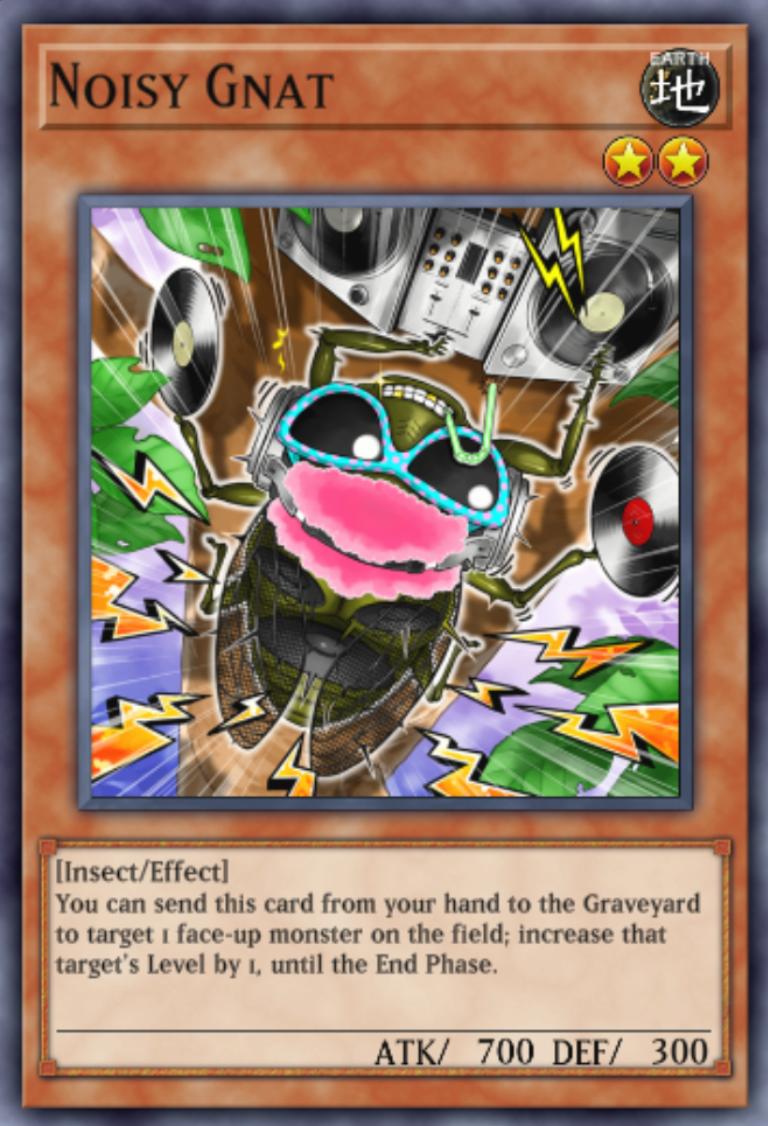 Noisy Gnat
EARTH
地
[Insect/Effect]
You can send this card from your hand to the Graveyard
to target 1 face-up monster on the field; increase that
target's Level by 1, until the End Phase.
ATK/ 700 DEF/ 300